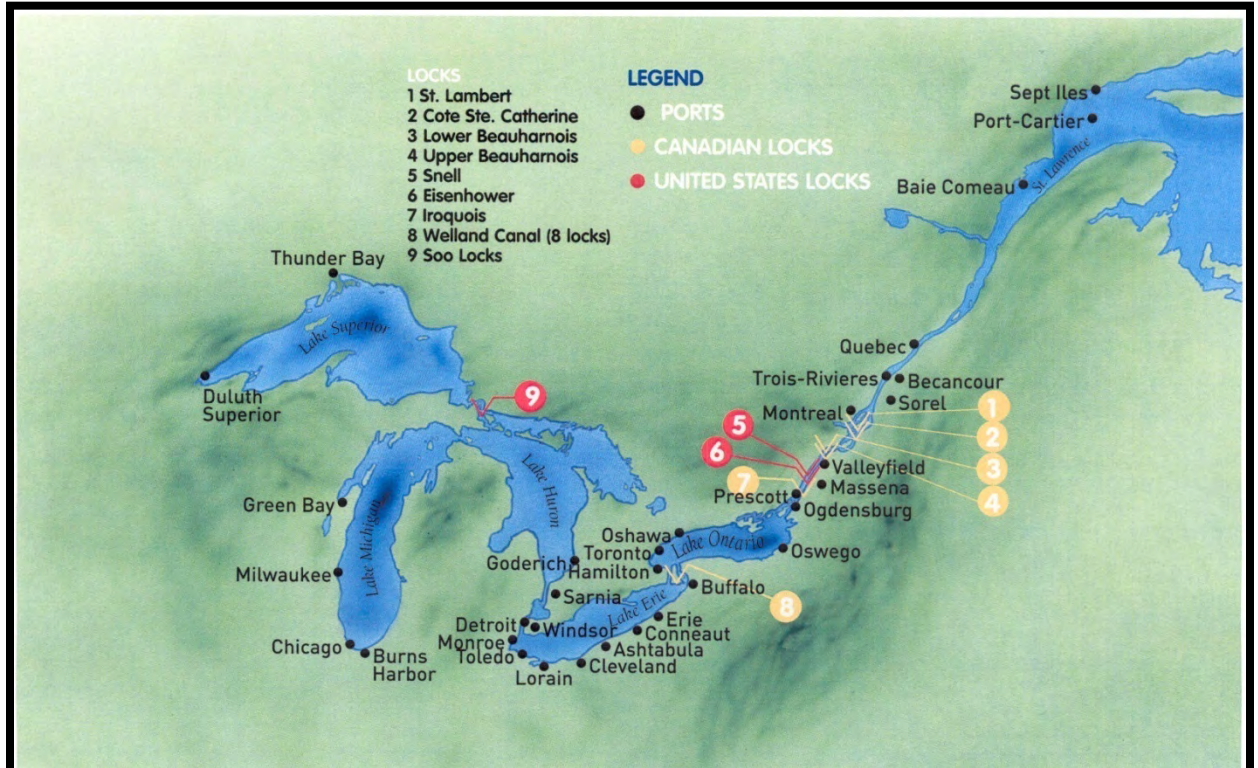 LOCKS
1 St. Lambert
2 Cote Ste. Catherine
3 Lower Beauharnois
4 Upper Beauharnois
5 Snell
6 Eisenhower
7 Iroquois
8 Welland Canal (8 locks)
9 Soo Locks
LEGEND
PORTS
CANADIAN LOCKS
UNITED STATES LOCKS
Sept Iles
Port-Cartier
St. Lawrence
Baie Comeau
Thunder Bay
Lake Superior
Duluth
Superior
9
Quebec
Trois-Rivieres
Becancour
Sorel
Montreal
1
2
3
4
5
6
7
Valleyfield
Massena
Prescott
Ogdensburg
Green Bay
Lake Michigan
Lake Huron
Oshawa
Toronto
Lake Ontario
Oswego
Goderich
Hamilton
Milwaukee
Sarnia
Buffalo
8
Lake Erie
Detroit
Windsor
Erie
Conneaut
Monroe
Ashtabula
Toledo
Cleveland
Lorain
Chicago
Burns
Harbor